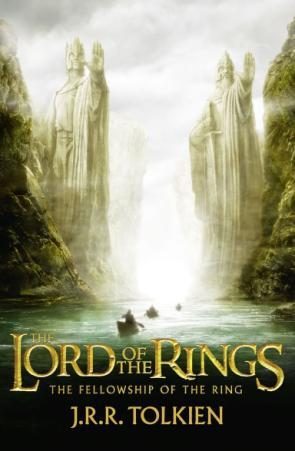 THE
LORD OF THE RINGS
THE FELLOWSHIP OF THE RING
J.R.R. TOLKIEN